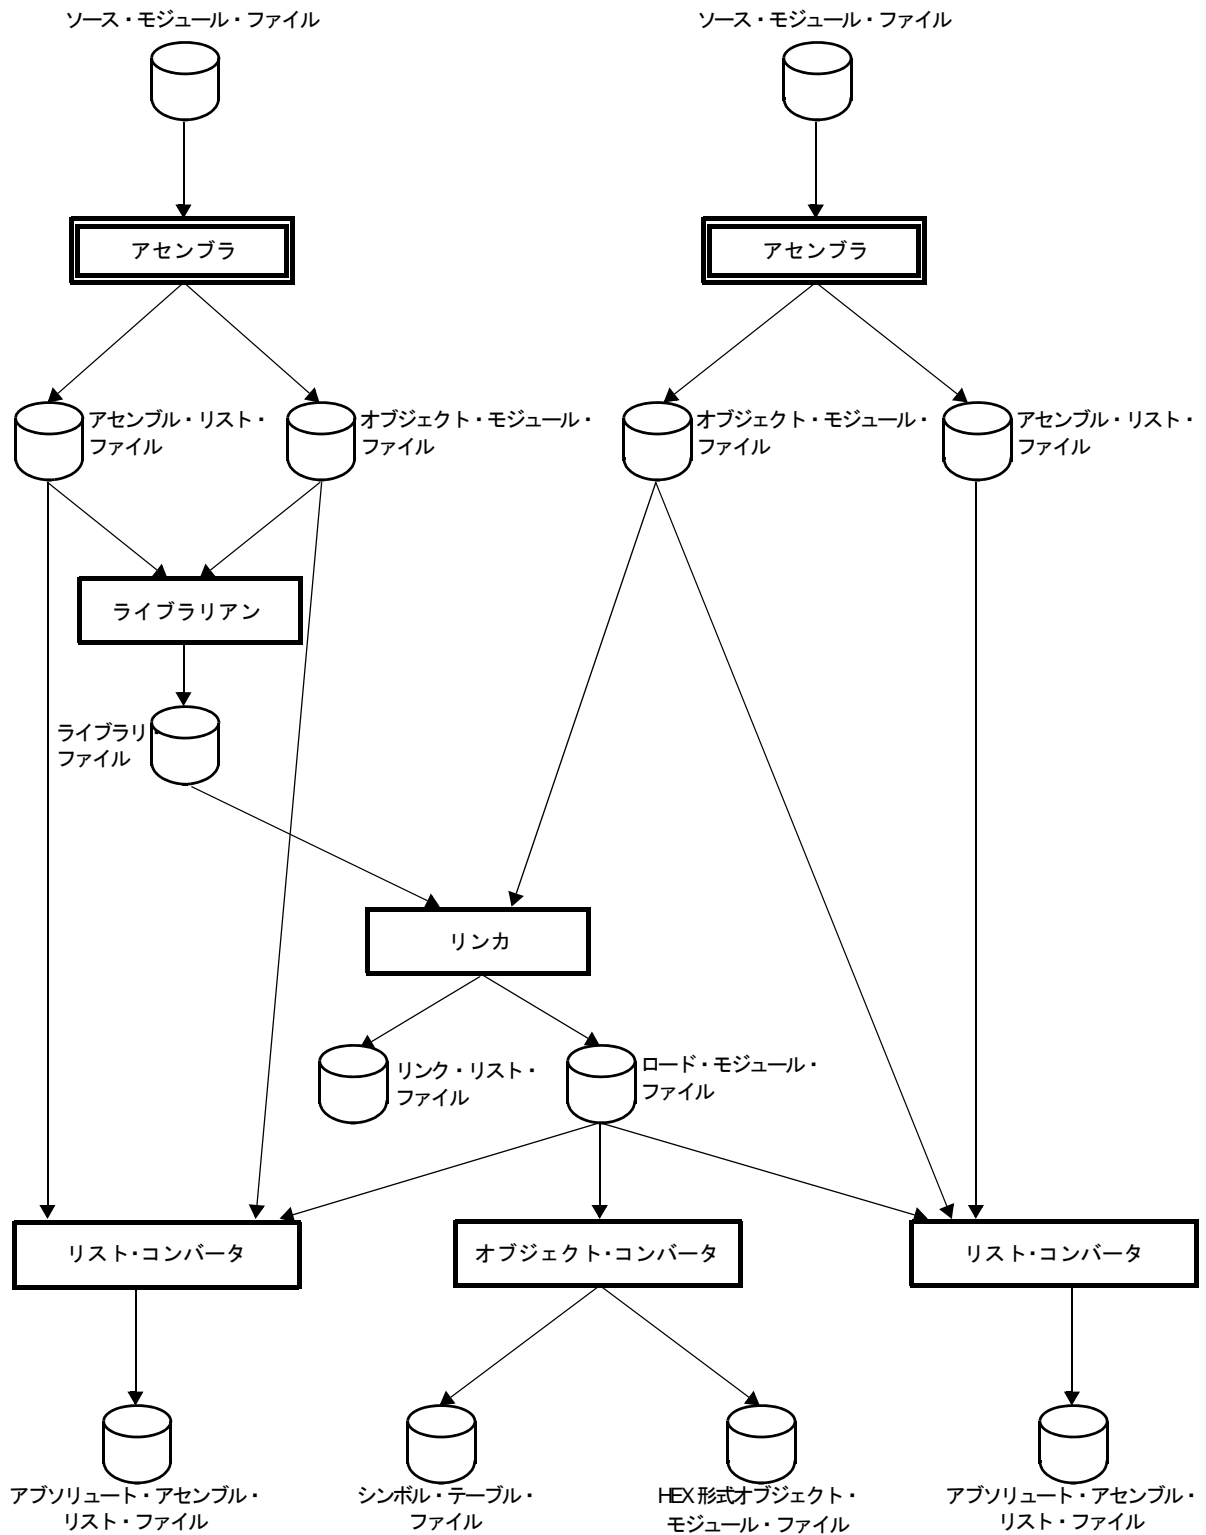 ソース・モジュール・ファイル
ソース・モジュール・ファイル
アセンブラ
アセンブラ
アセンブル・リスト・
ファイル
オブジェクト・モジュール・
ファイル
オブジェクト・モジュール・
ファイル
アセンブル・リスト・
ファイル
ライブラリアン
ライブラリ・
ファイル
リンカ
リンク・リスト・
ファイル
ロード・モジュール・
ファイル
リスト・コンバータ
オブジェクト・コンバータ
リスト・コンバータ
アブソリュート・アセンブル・
リスト・ファイル
シンボル・テーブル・
ファイル
HEX 形式オブジェクト・
モジュール・ファイル
アブソリュート・アセンブル・
リスト・ファイル